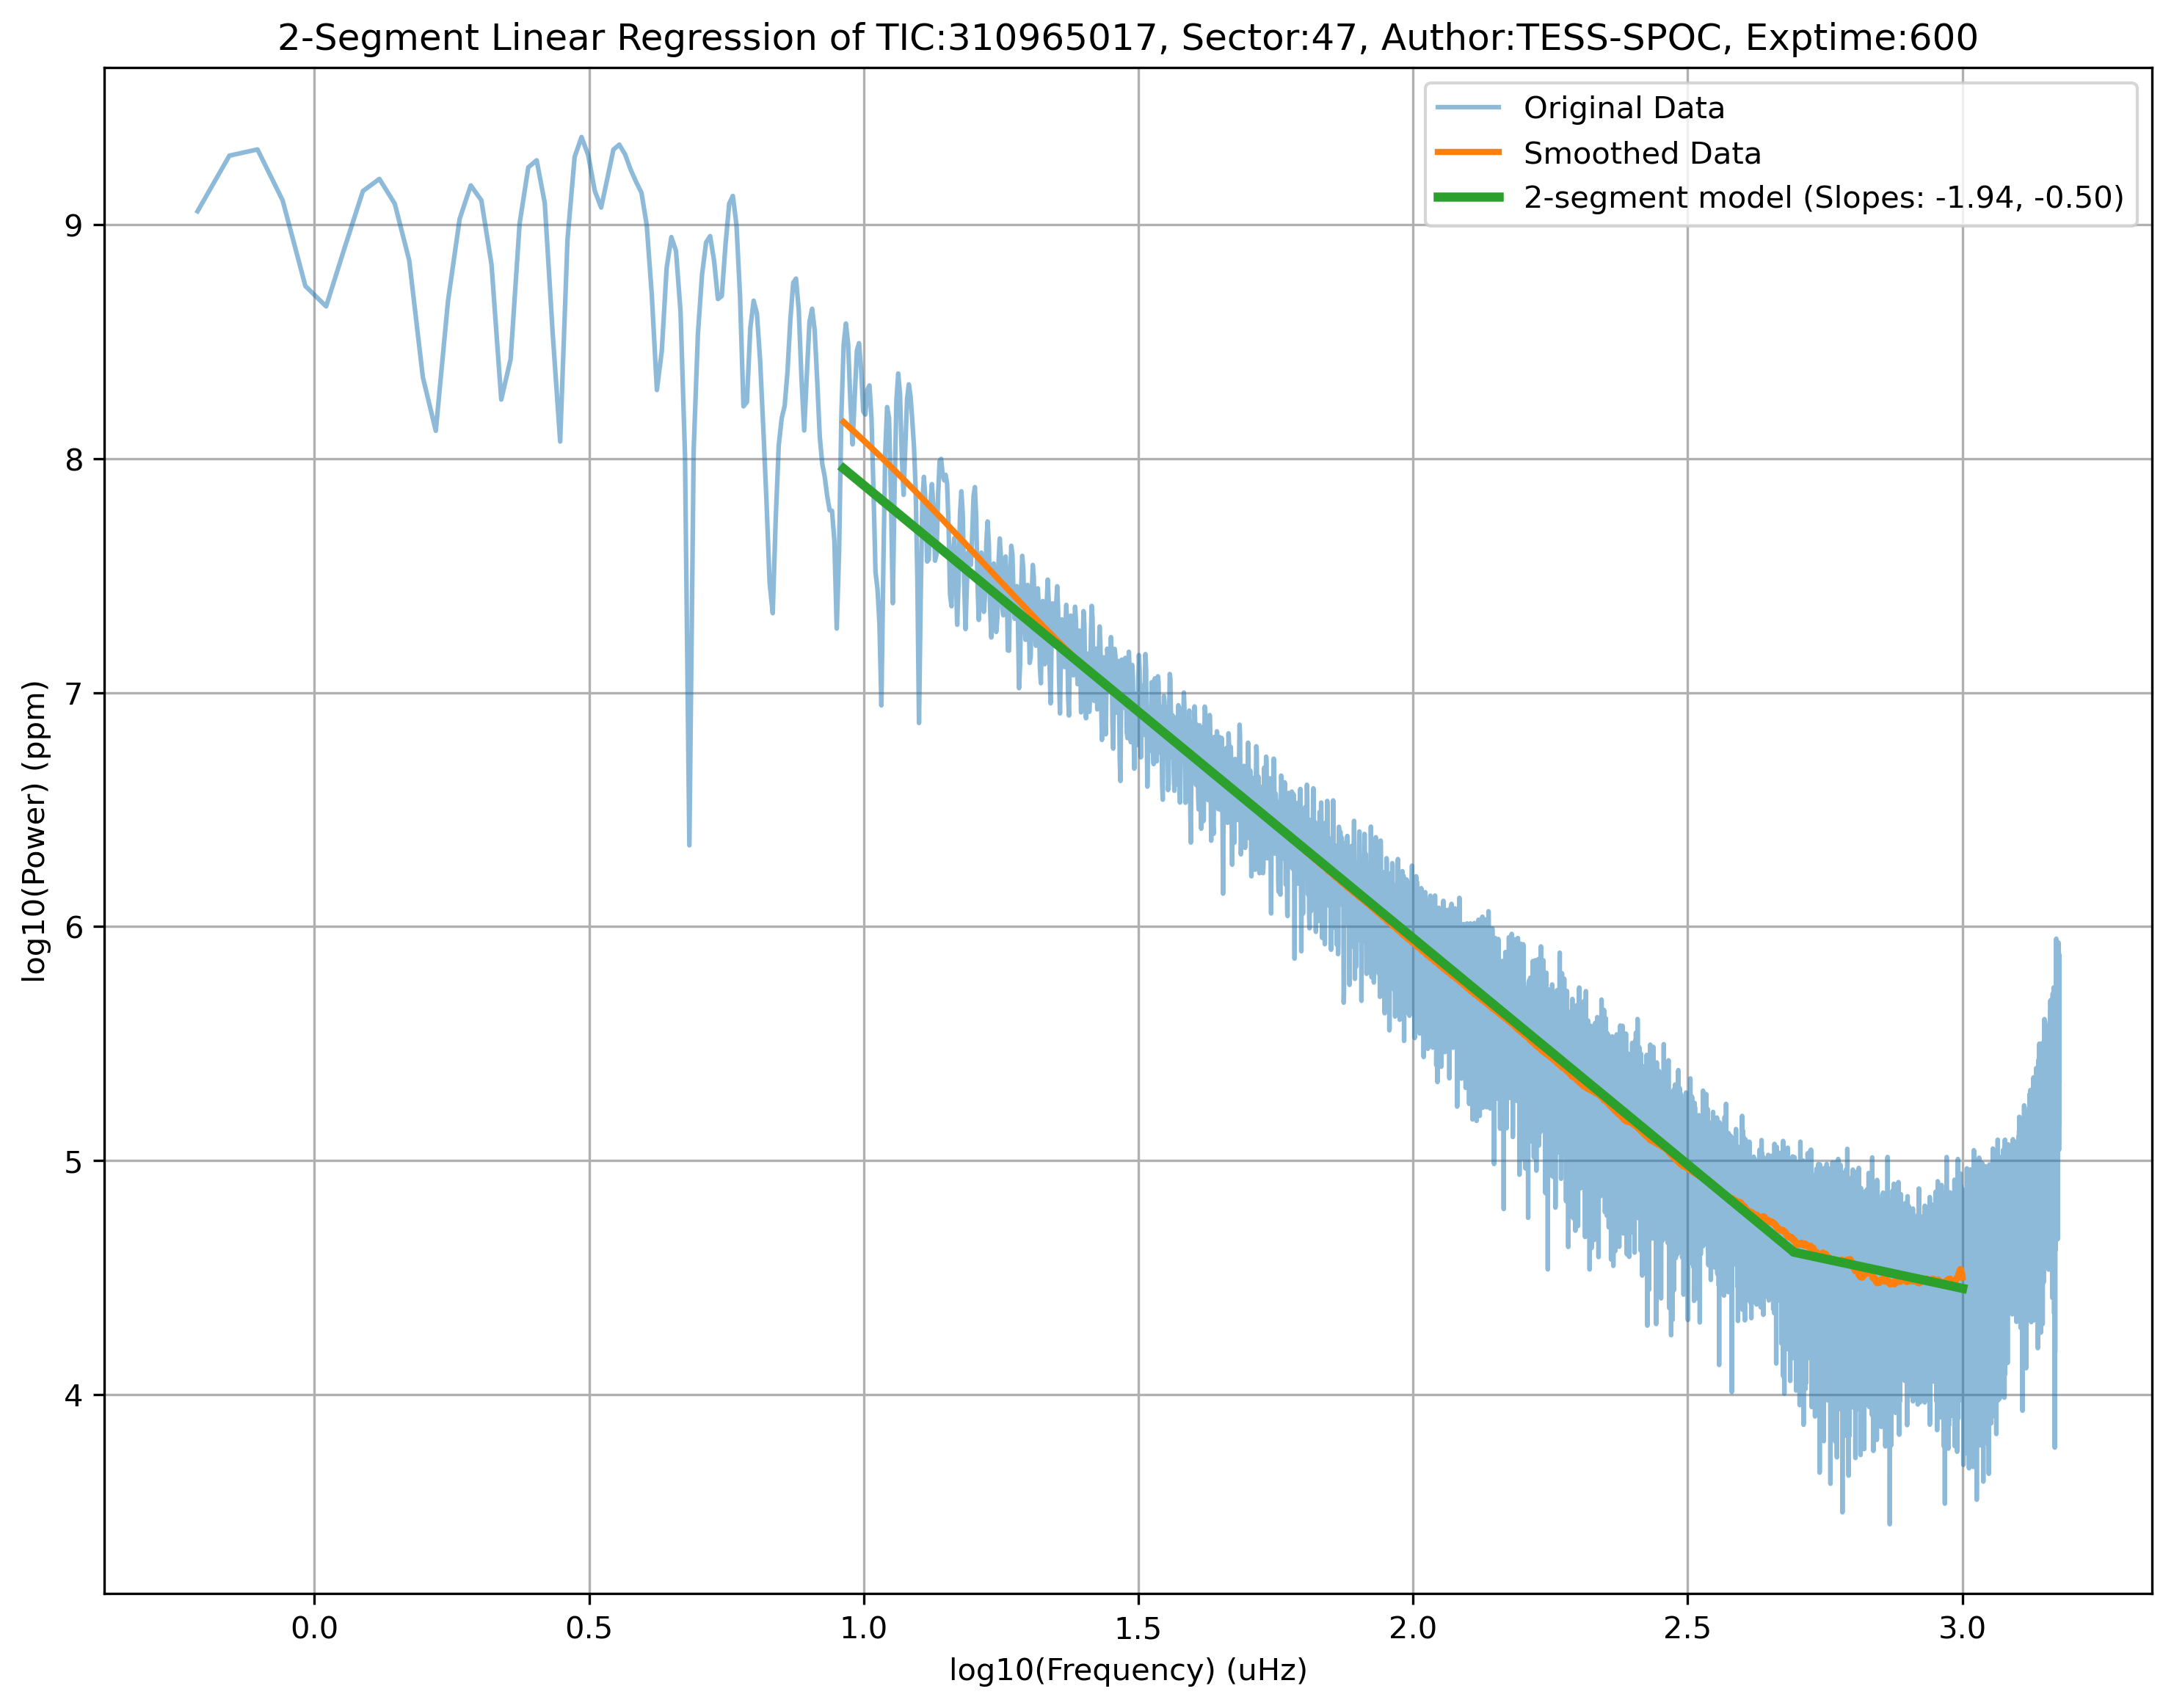 2-Segment Linear Regression of TIC:310965017, Sector:47, Author:TESS-SPOC, Exptime:600
Original Data
Smoothed Data
2-segment model (Slopes: -1.94, -0.50)
log10(Power) (ppm)
9
8
7
6
5
4
0.0 0.5 1.0 1.5 2.0 2.5 3.0
log10(Frequency) (uHz)